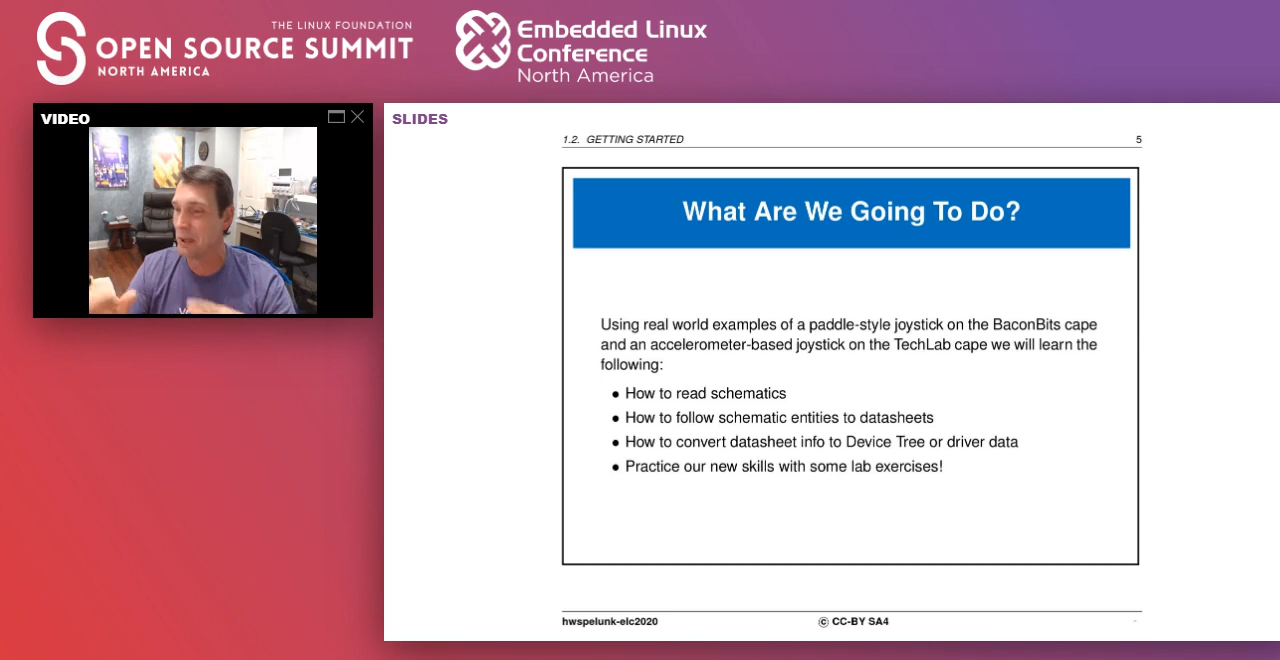 THE LINUX FOUNDATION
OPEN SOURCE SUMMIT
NORTH AMERICA
Embedded Linux
Conference
North America
VIDEO
SLIDES
1.2. GETTING STARTED 5
What Are We Going To Do?
Using real world examples of a paddle-style joystick on the BaconBits cape
and an accelerometer-based joystick on the TechLab cape we will learn the
following:
● How to read schematics
● How to follow schematic entities to datasheets
● How to convert datasheet info to Device Tree or driver data
● Practice our new skills with some lab exercises!
hwspelunk-elc2020 © CC-BY SA4